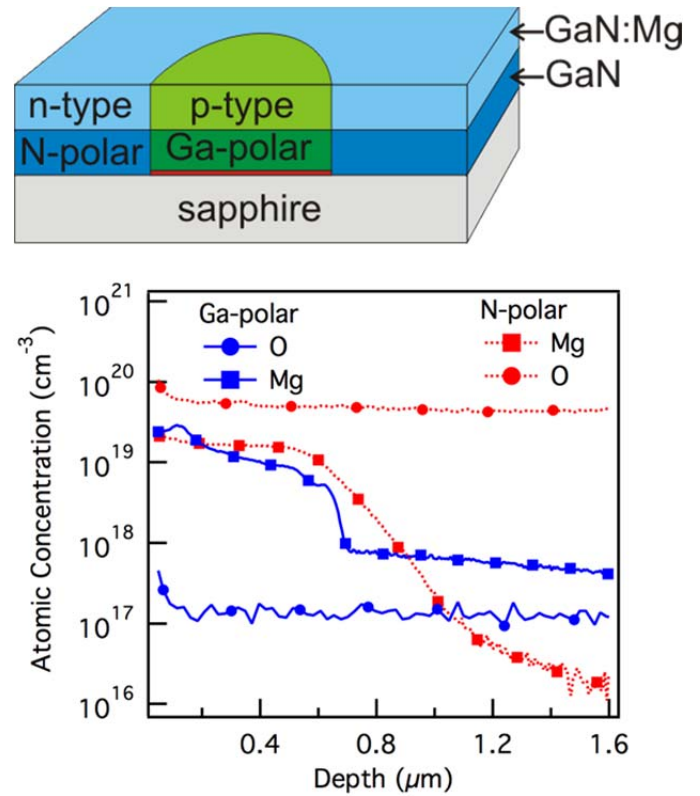 GaN:Mg
n-type p-type GaN
N-polar Ga-polar
sapphire
10^21
Ga-polar N-polar
O Mg
Mg O
10^20
10^19
10^18
10^17
10^16
Atomic Concentration (cm^-3)
0.4 0.8 1.2 1.6
Depth (μm)